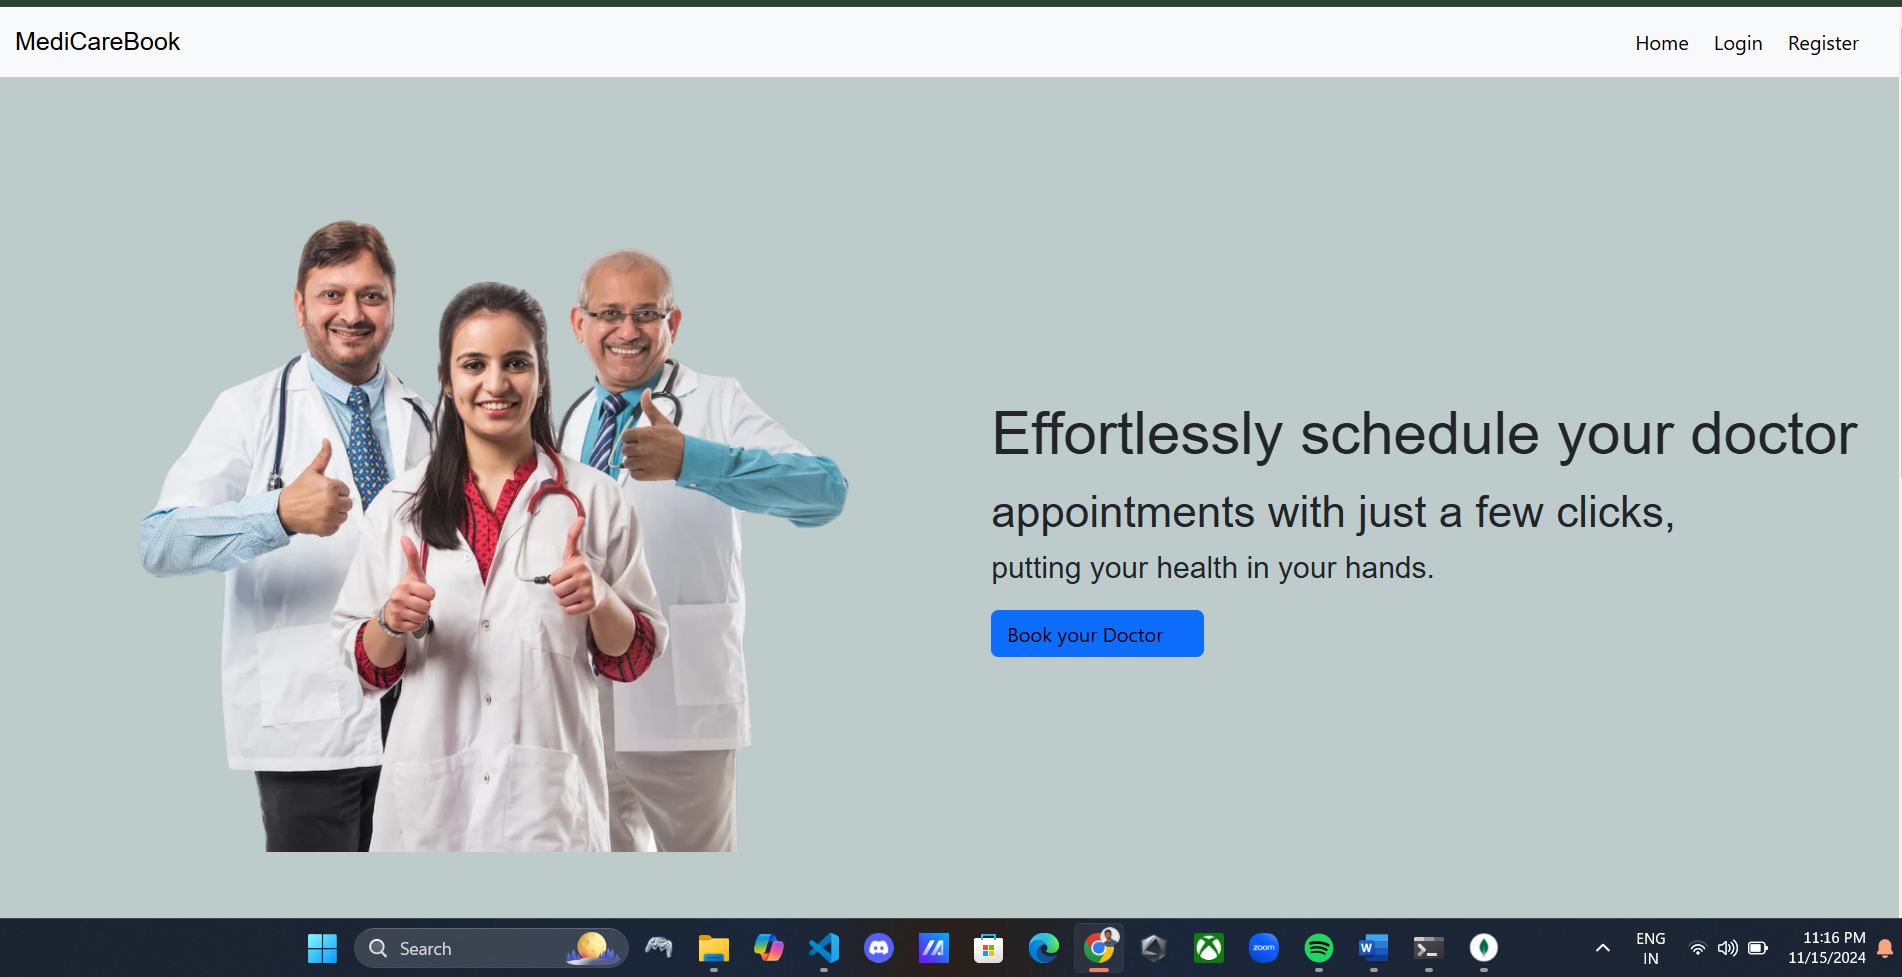 MediCareBook
Home Login Register
Effortlessly schedule your doctor
appointments with just a few clicks,
putting your health in your hands.
Book your Doctor
Search
zoom
W
ENG
IN
11:16 PM
11/15/2024